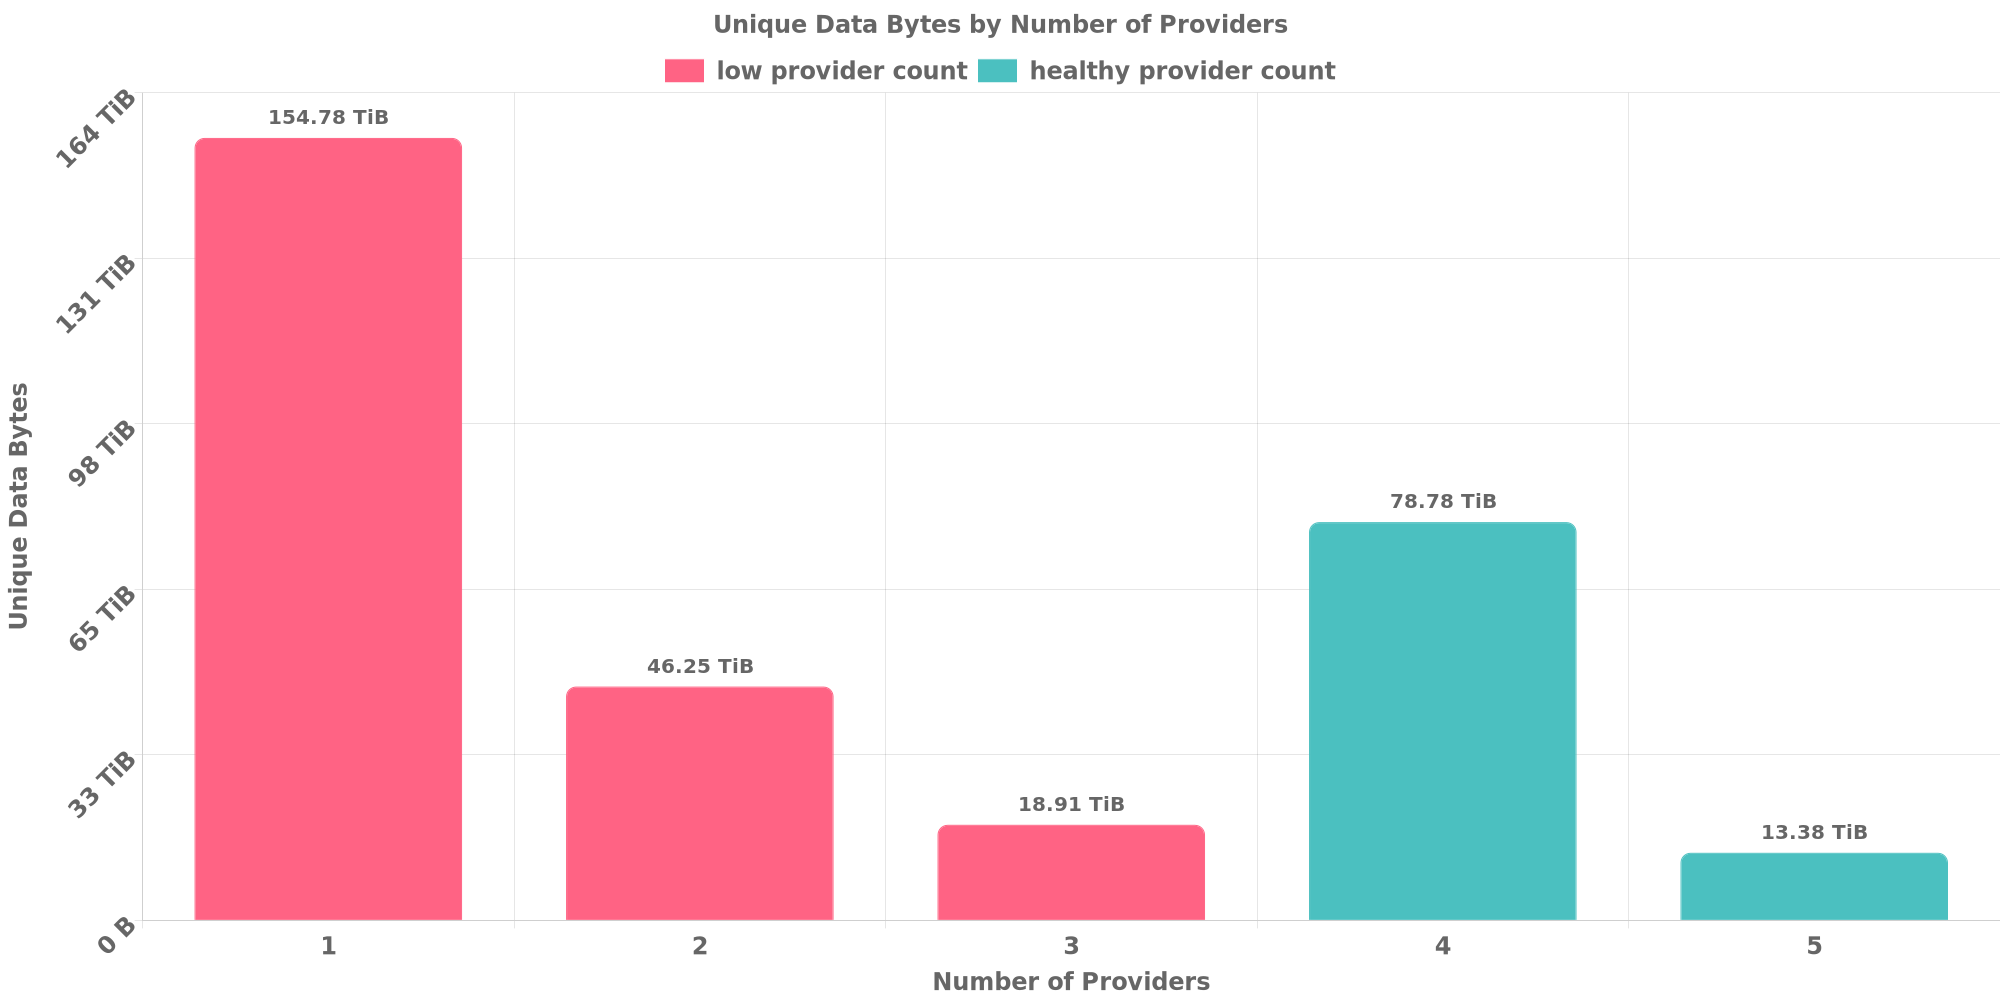 Unique Data Bytes by Number of Providers
low provider count
healthy provider count
164 TiB
131 TiB
98 TiB
65 TiB
33 TiB
0 B
Unique Data Bytes
154.78 TiB
46.25 TiB
18.91 TiB
78.78 TiB
13.38 TiB
1
2
3
4
5
Number of Providers